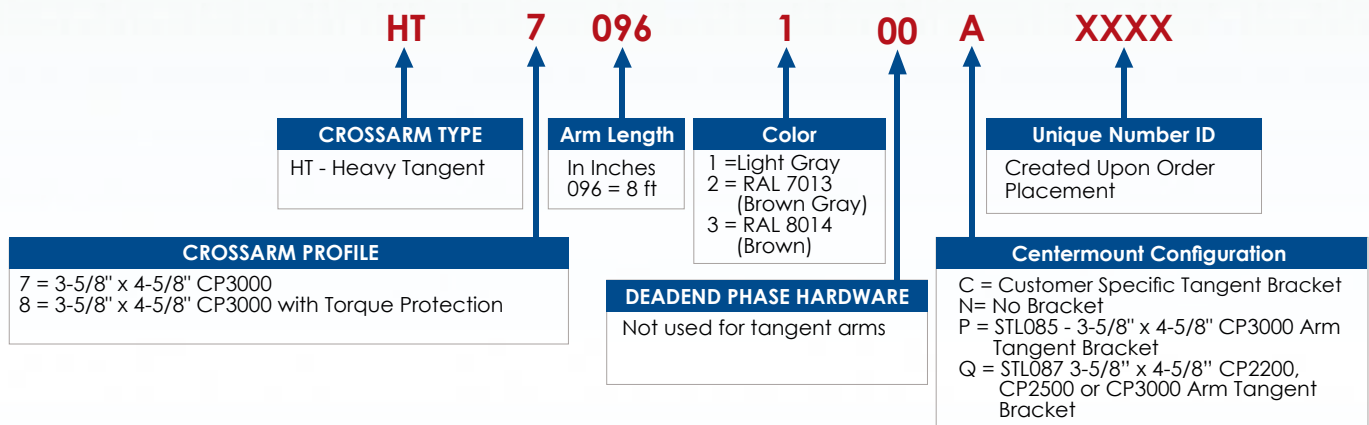 HT 7 096 1 00 A XXXX
CROSSARM TYPE
HT - Heavy Tangent
Arm Length
In Inches
096 = 8 ft
Color
1 =Light Gray
2 = RAL 7013
(Brown Gray)
3 = RAL 8014
(Brown)
Unique Number ID
Created Upon Order
Placement
CROSSARM PROFILE
7 = 3-5/8" x 4-5/8" CP3000
8 = 3-5/8" x 4-5/8" CP3000 with Torque Protection
DEADEND PHASE HARDWARE
Not used for tangent arms
Centermount Configuration
C = Customer Specific Tangent Bracket
N= No Bracket
P = STL085 - 3-5/8" x 4-5/8" CP3000 Arm
Tangent Bracket
Q = STL087 3-5/8" x 4-5/8” CP2200,
CP2500 or CP3000 Arm Tangent
Bracket